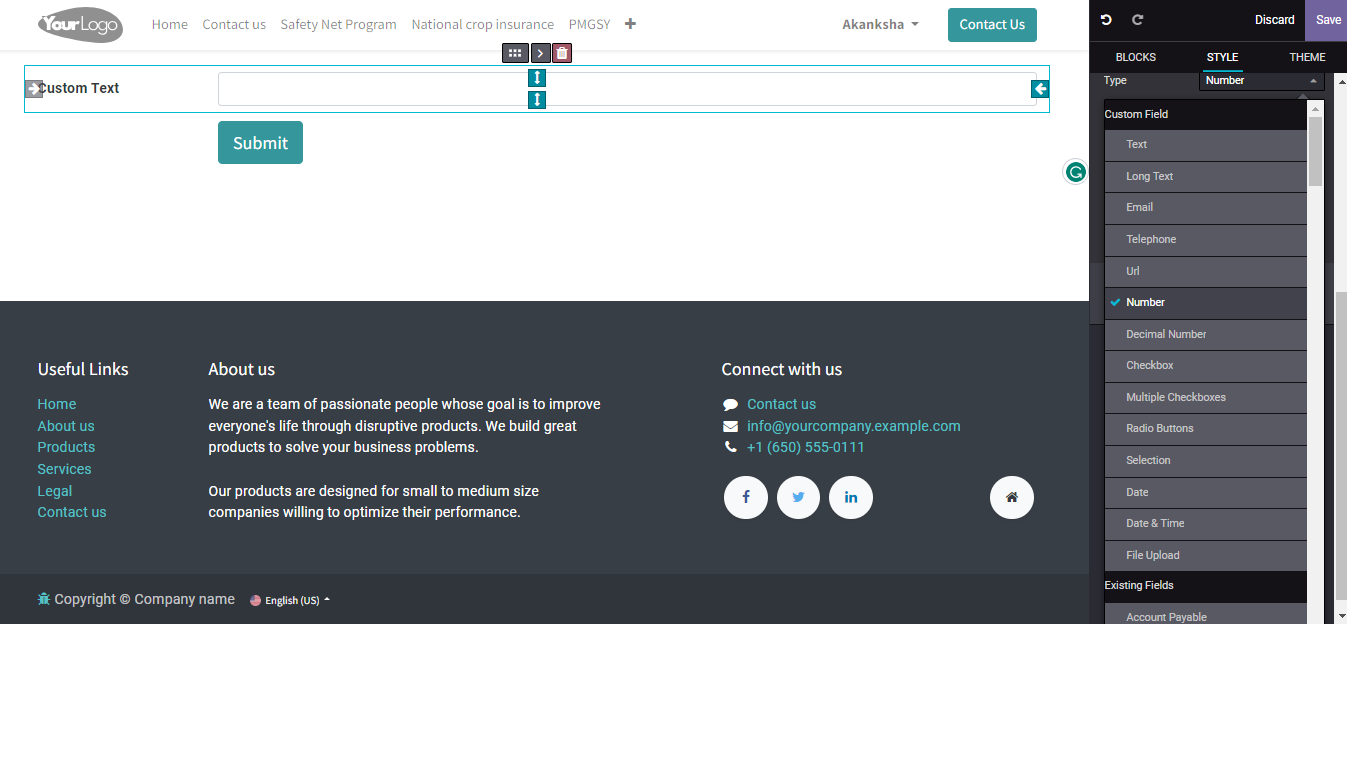 YourLogo
Home Contact us Safety Net Program National crop insurance PMGSY
Akanksha
Contact Us
Discard
Save
BLOCKS STYLE THEME
Custom Text
Submit
Type
Number
Custom Field
Text
Long Text
Email
Telephone
Url
Number
Decimal Number
Checkbox
Multiple Checkboxes
Radio Buttons
Selection
Date
Date & Time
File Upload
Existing Fields
Account Payable
Useful Links
Home
About us
Products
Services
Legal
Contact us
About us
We are a team of passionate people whose goal is to improve
everyone's life through disruptive products. We build great
products to solve your business problems.
Our products are designed for small to medium size
companies willing to optimize their performance.
Connect with us
Contact us
info@yourcompany.example.com
+1 (650) 555-0111
Copyright © Company name
English (US)